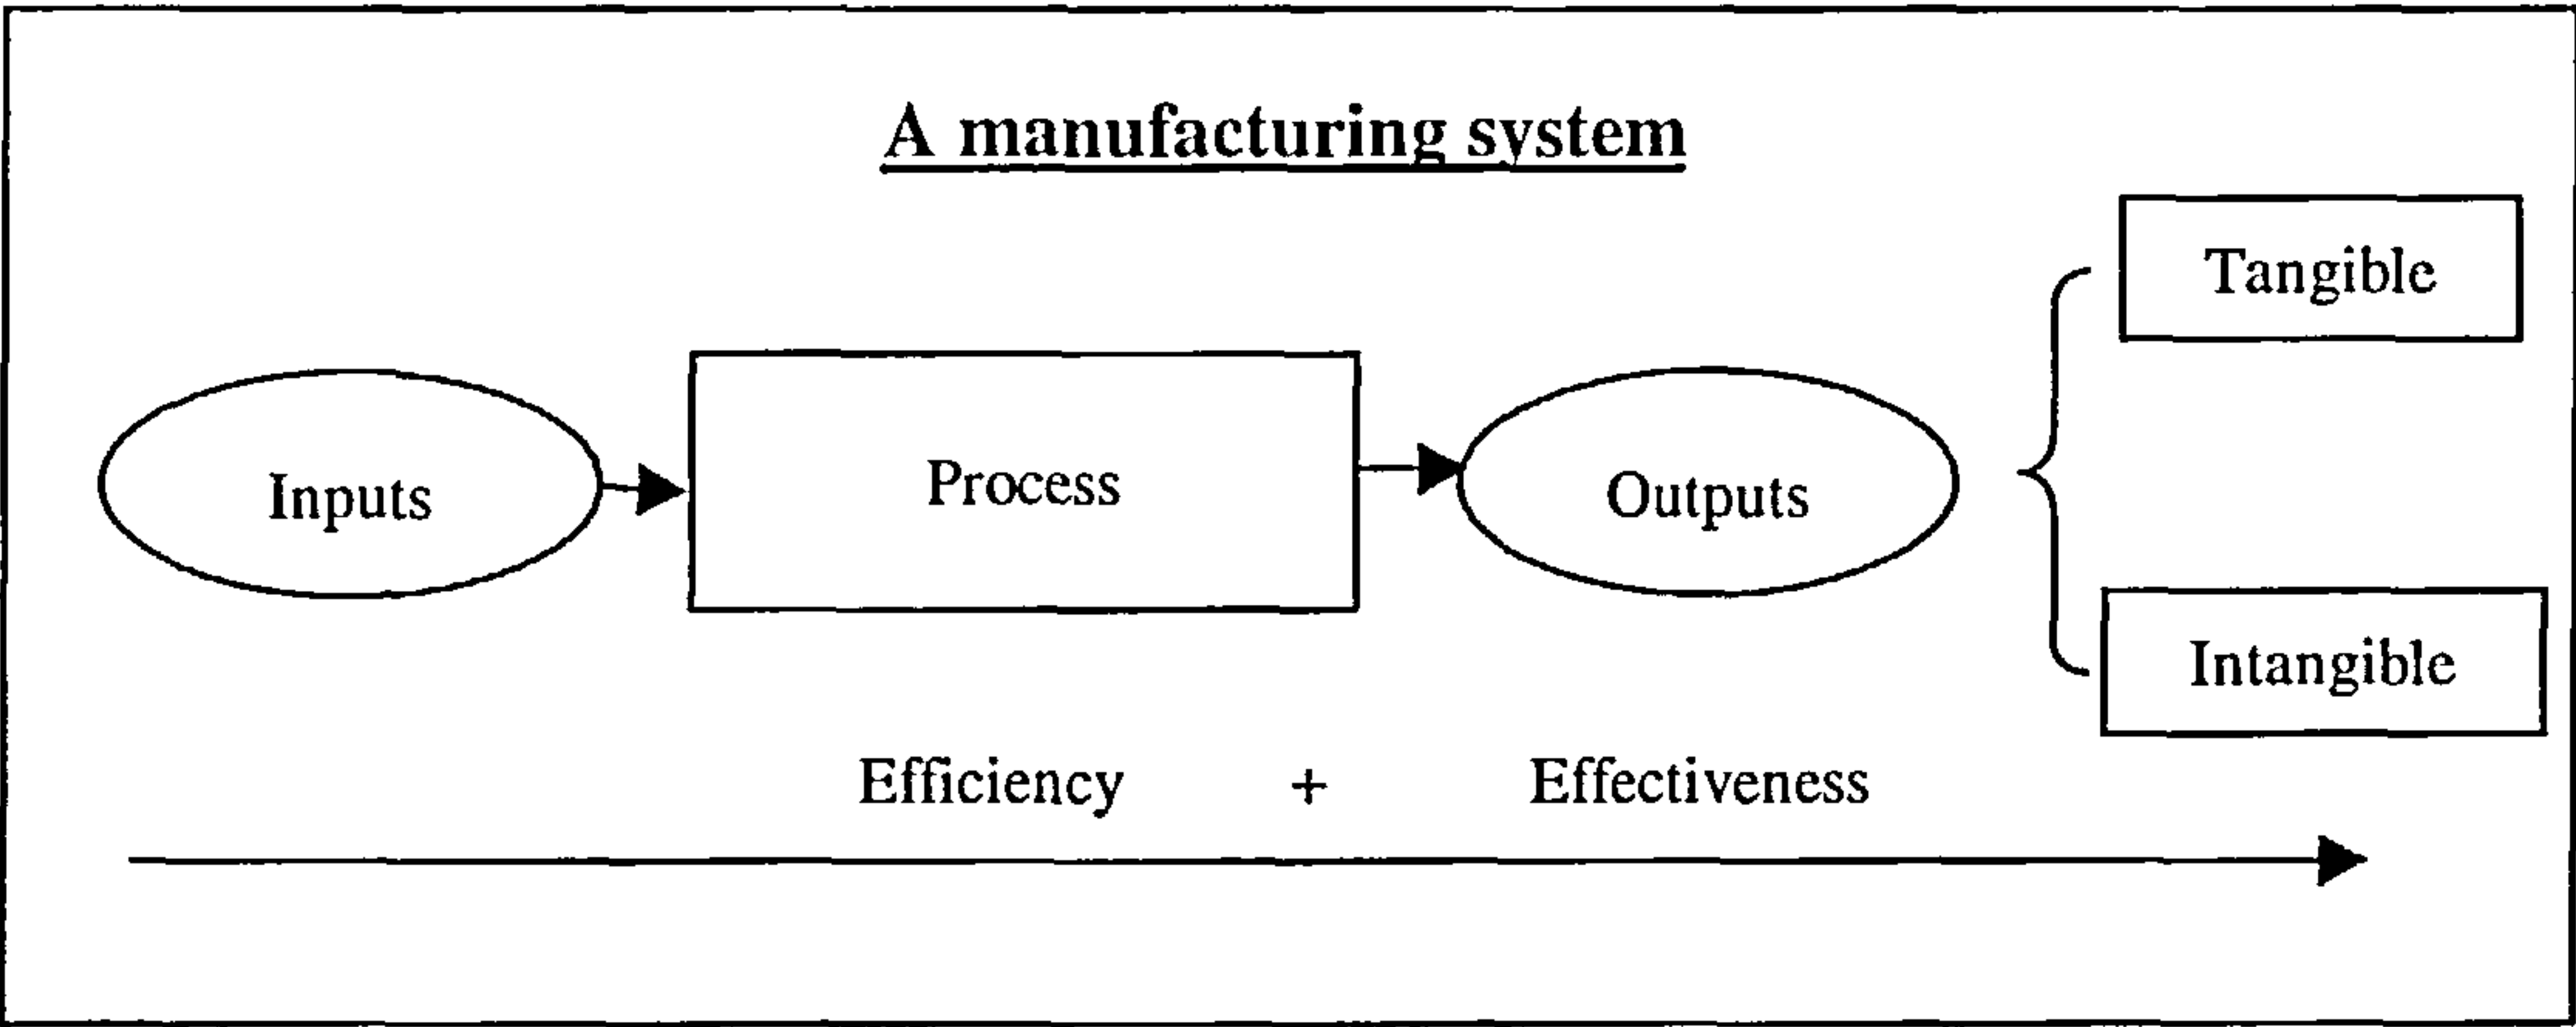 A manufacturing system
Tangible
Inputs
Process
Outputs
Intangible
Efficiency + Effectiveness